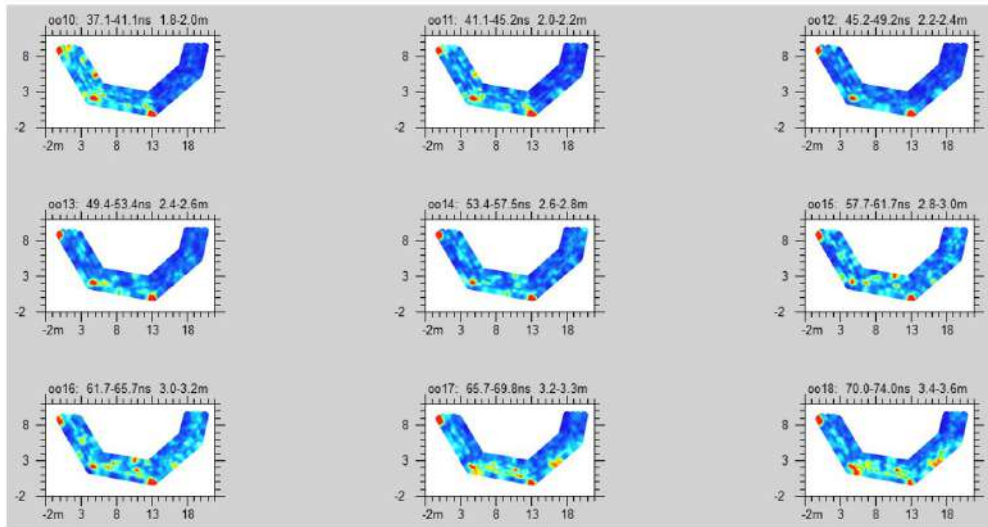 oo10: 37.1-41.1ns 1.8-2.0m
8
3
-2
-2m 3 8 13 18
oo11: 41.1-45.2ns 2.0-2.2m
8
3
-2
-2m 3 8 13 18
oo12: 45.2-49.2ns 2.2-2.4m
8
3
-2
-2m 3 8 13 18
oo13: 49.4-53.4ns 2.4-2.6m
8
3
-2
-2m 3 8 13 18
oo14: 53.4-57.5ns 2.6-2.8m
8
3
-2
-2m 3 8 13 18
oo15: 57.7-61.7ns 2.8-3.0m
8
3
-2
-2m 3 8 13 18
oo16: 61.7-65.7ns 3.0-3.2m
8
3
-2
-2m 3 8 13 18
oo17: 65.7-69.8ns 3.2-3.3m
8
3
-2
-2m 3 8 13 18
oo18: 70.0-74.0ns 3.4-3.6m
8
3
-2
-2m 3 8 13 18